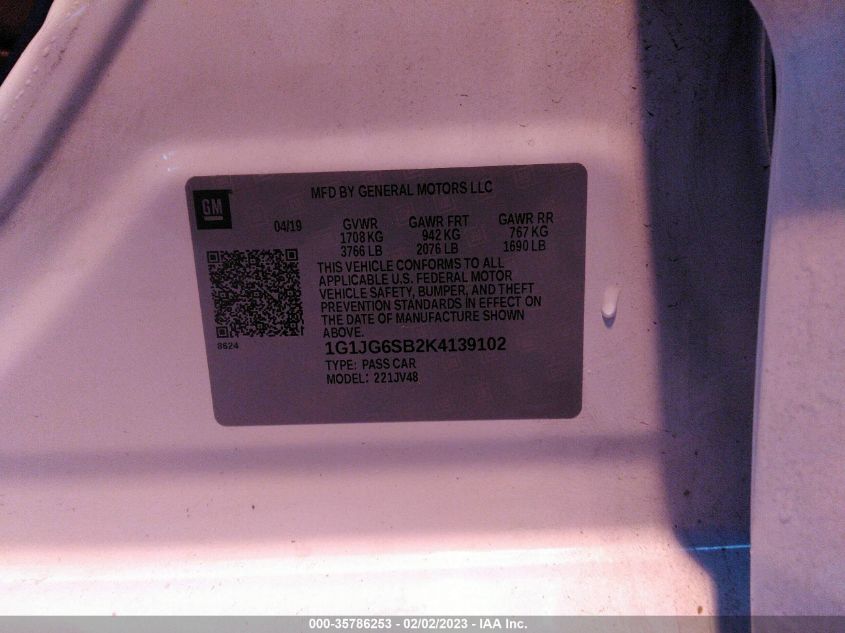 MFD BY GENERAL MOTORS LLC
GM
04/19 GVWR GAWR FRT GAWR RR
1708 KG 942 KG 767 KG
3766 LB 2076 LB 1690 LB
THIS VEHICLE CONFORMS TO ALL
APPLICABLE U.S. FEDERAL MOTOR
VEHICLE SAFETY, BUMPER, AND THEFT
PREVENTION STANDARDS IN EFFECT ON
THE DATE OF MANUFACTURE SHOWN
ABOVE.
8624
1G1JG6SB2K4139102
TYPE: PASS CAR
MODEL: 221JV48
000-35786253 - 02/02/2023 - IAA Inc.